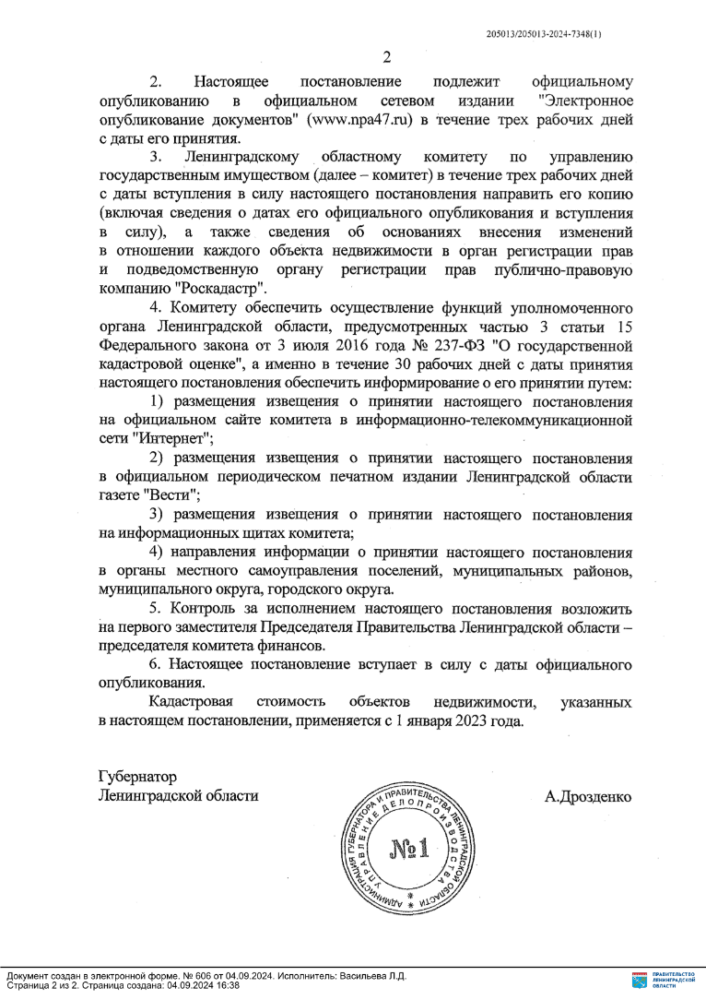 205013/205013-2024-7348(1)
2
2. Настоящее постановление подлежит официальному
опубликованию в официальном сетевом издании "Электронное
опубликование документов" (www.npa47.ru) в течение трех рабочих дней
с даты его принятия.
3. Ленинградскому областному комитету по управлению
государственным имуществом (далее – комитет) в течение трех рабочих дней
с даты вступления в силу настоящего постановления направить его копию
(включая сведения о датах его официального опубликования и вступления
в силу), а также сведения об основаниях внесения изменений
в отношении каждого объекта недвижимости в орган регистрации прав
и подведомственную органу регистрации прав публично-правовую
компанию "Роскадастр".
4. Комитету обеспечить осуществление функций уполномоченного
органа Ленинградской области, предусмотренных частью 3 статьи 15
Федерального закона от 3 июля 2016 года № 237-ФЗ "О государственной
кадастровой оценке", а именно в течение 30 рабочих дней с даты принятия
настоящего постановления обеспечить информирование о его принятии путем:
1) размещения извещения о принятии настоящего постановления
на официальном сайте комитета в информационно-телекоммуникационной
сети "Интернет";
2) размещения извещения о принятии настоящего постановления
в официальном периодическом печатном издании Ленинградской области
газете "Вести";
3) размещения извещения о принятии настоящего постановления
на информационных щитах комитета;
4) направления информации о принятии настоящего постановления
в органы местного самоуправления поселений, муниципальных районов,
муниципального округа, городского округа.
5. Контроль за исполнением настоящего постановления возложить
на первого заместителя Председателя Правительства Ленинградской области –
председателя комитета финансов.
6. Настоящее постановление вступает в силу с даты официального
опубликования.
Кадастровая стоимость объектов недвижимости, указанных
в настоящем постановлении, применяется с 1 января 2023 года.
Губернатор
Ленинградской области
А.Дрозденко
АДМИНИСТРАЦИЯ ГУБЕРНАТОРА И ПРАВИТЕЛЬСТВА ЛЕНИНГРАДСКОЙ ОБЛАСТИ
УПРАВЛЕНИЕ ДЕЛОПРОИЗВОДСТВА
№1
Документ создан в электронной форме. № 606 от 04.09.2024. Исполнитель: Васильева Л.Д.
Страница 2 из 2. Страница создана: 04.09.2024 16:38
ПРАВИТЕЛЬСТВО
ЛЕНИНГРАДСКОЙ
ОБЛАСТИ